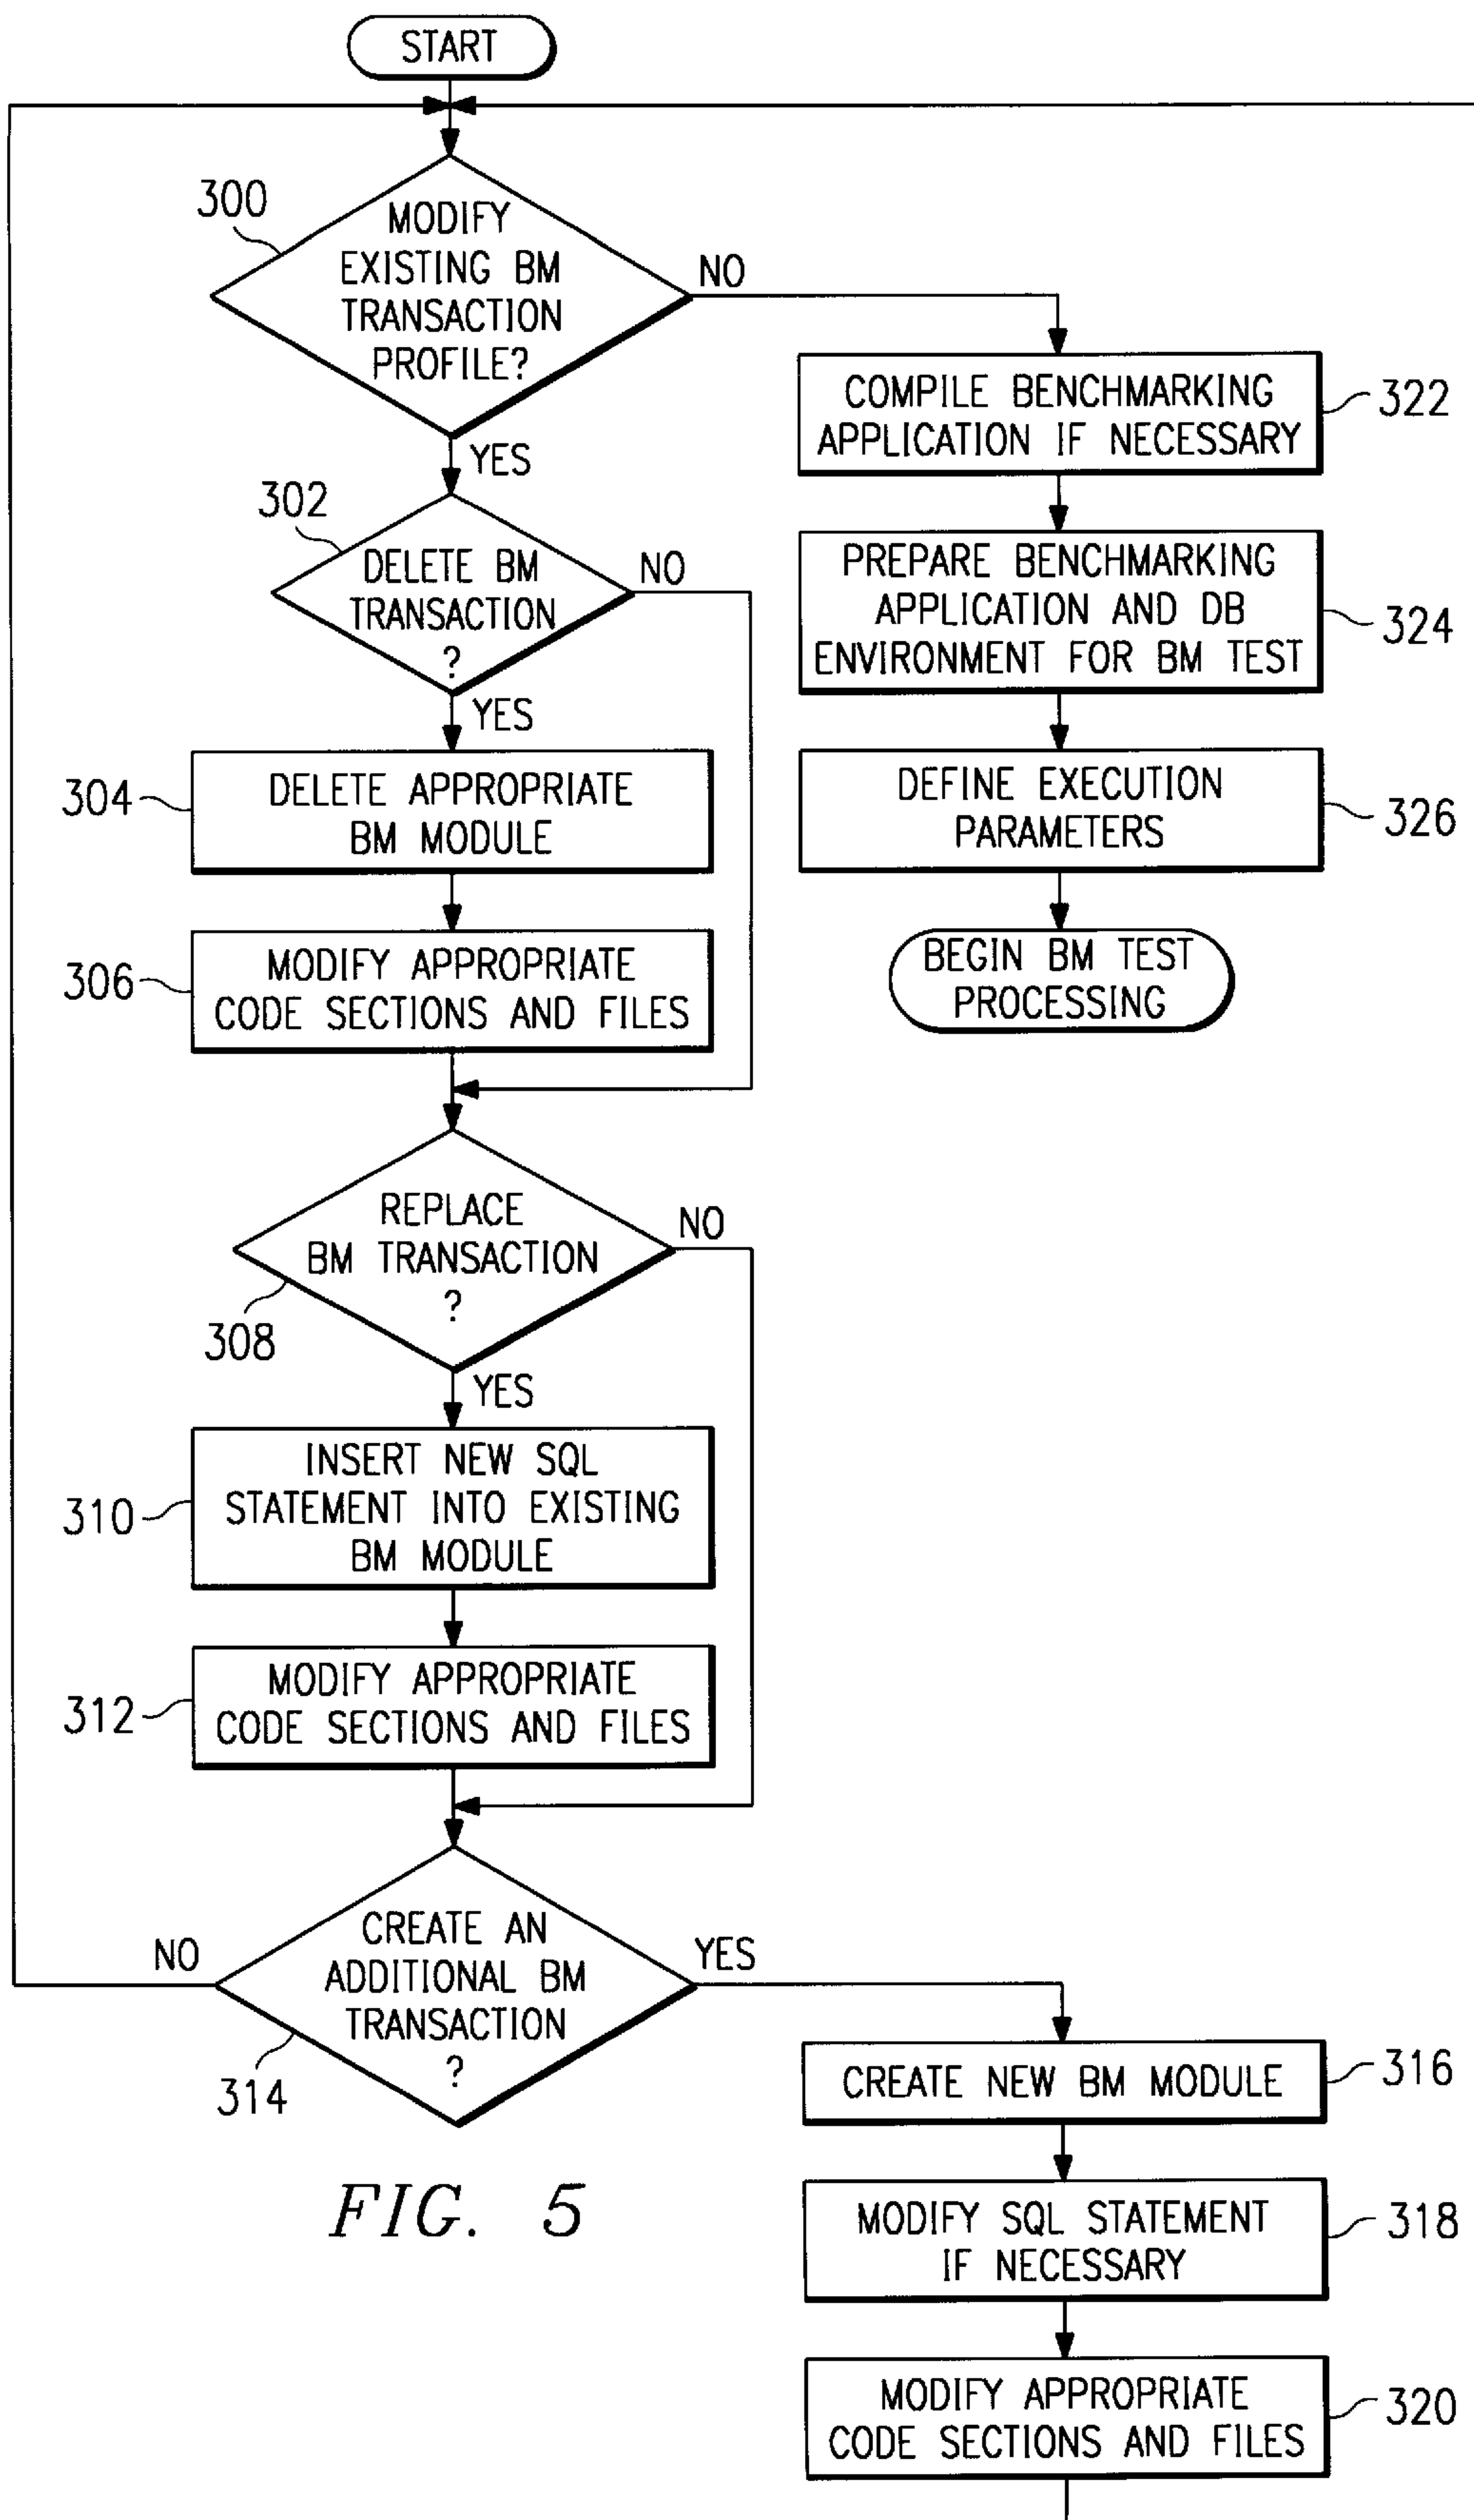 START
300
MODIFY
EXISTING BM
TRANSACTION
PROFILE?
NO
YES
322
COMPILE BENCHMARKING
APPLICATION IF NECESSARY
302
DELETE BM
TRANSACTION
?
NO
YES
PREPARE BENCHMARKING
APPLICATION AND DB
ENVIRONMENT FOR BM TEST
324
304
DELETE APPROPRIATE
BM MODULE
DEFINE EXECUTION
PARAMETERS
326
306
MODIFY APPROPRIATE
CODE SECTIONS AND FILES
BEGIN BM TEST
PROCESSING
REPLACE
BM TRANSACTION
?
NO
308
YES
310
INSERT NEW SQL
STATEMENT INTO EXISTING
BM MODULE
312
MODIFY APPROPRIATE
CODE SECTIONS AND FILES
NO
CREATE AN
ADDITIONAL BM
TRANSACTION
?
YES
314
CREATE NEW BM MODULE
316
MODIFY SQL STATEMENT
IF NECESSARY
318
MODIFY APPROPRIATE
CODE SECTIONS AND FILES
320
FIG. 5